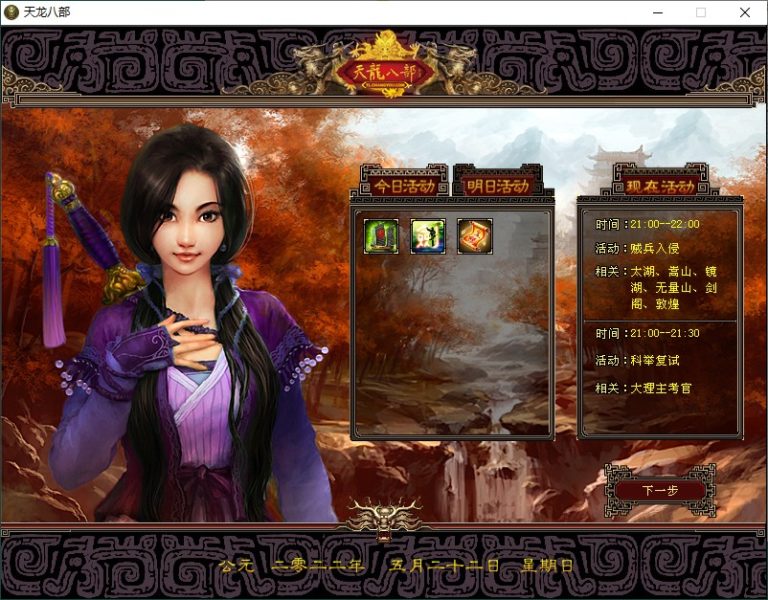 天龙八部
天龍八部
TL.CHANGYOU.COM
今日活动
明日活动
现在活动
时间：21:00--22:00
活动：贼兵入侵
相关：太湖、嵩山、镜
湖、无量山、剑
阁、敦煌
时间：21:00--21:30
活动：科举复试
相关：大理主考官
下一步
公元 二零二二年 五月二十二日 星期日